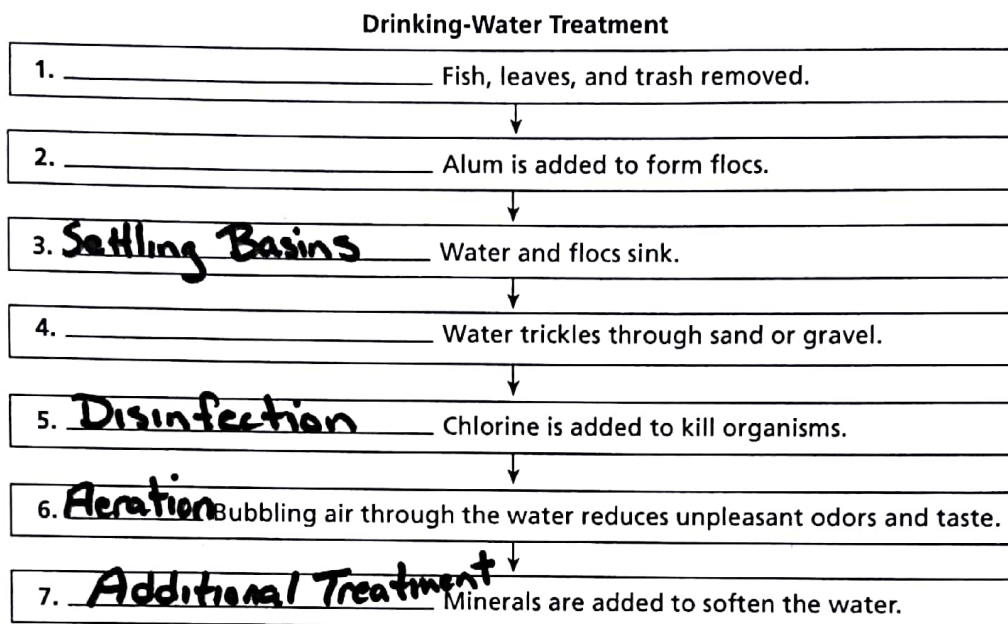 Drinking-Water Treatment
1. Fish, leaves, and trash removed.
2. Alum is added to form flocs.
3. Settling Basins Water and flocs sink.
4. Water trickles through sand or gravel.
5. Disinfection Chlorine is added to kill organisms.
6. Aeration Bubbling air through the water reduces unpleasant odors and taste.
7. Additional Treatment Minerals are added to soften the water.